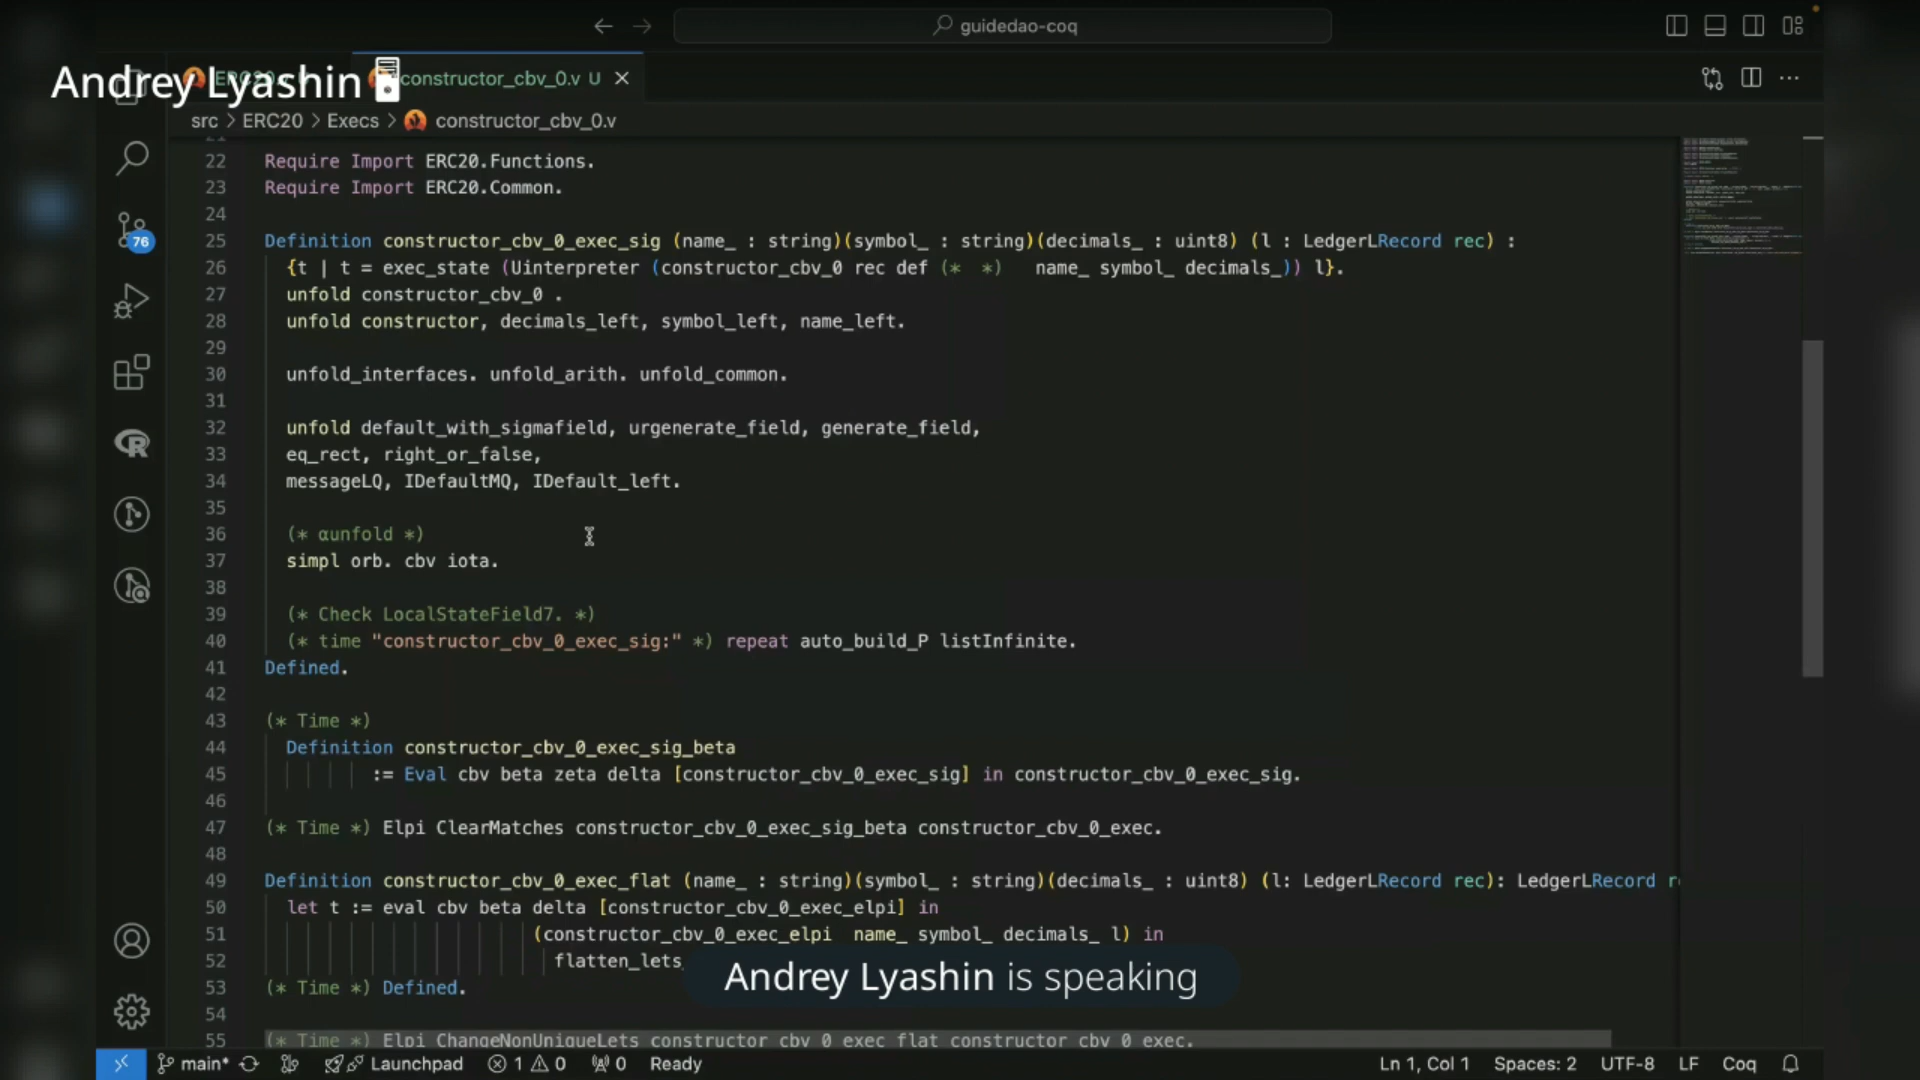 guidedao-coq
Andrey Lyashin
constructor_cbv_0.v U
src > ERC20 > Execs > constructor_cbv_0.v
22 Require Import ERC20.Functions.
23 Require Import ERC20.Common.
24
25 Definition constructor_cbv_0_exec_sig (name_ : string)(symbol_ : string)(decimals_ : uint8) (l : LedgerLRecord rec) :
26 {t | t = exec_state (Uinterpreter (constructor_cbv_0 rec def (* *) name_ symbol_ decimals_)) l}.
27 unfold constructor_cbv_0 .
28 unfold constructor, decimals_left, symbol_left, name_left.
29
30 unfold_interfaces. unfold_arith. unfold_common.
31
32 unfold default_with_sigmafield, urgenerate_field, generate_field,
33 eq_rect, right_or_false,
34 messageLQ, IDefaultMQ, IDefault_left.
35
36 (* αunfold *)
37 simpl orb. cbv iota.
38
39 (* Check LocalStateField7. *)
40 (* time "constructor_cbv_0_exec_sig:" *) repeat auto_build_P listInfinite.
41 Defined.
42
43 (* Time *)
44 Definition constructor_cbv_0_exec_sig_beta
45 := Eval cbv beta zeta delta [constructor_cbv_0_exec_sig] in constructor_cbv_0_exec_sig.
46
47 (* Time *) Elpi ClearMatches constructor_cbv_0_exec_sig_beta constructor_cbv_0_exec.
48
49 Definition constructor_cbv_0_exec_flat (name_ : string)(symbol_ : string)(decimals_ : uint8) (l: LedgerLRecord rec): LedgerLRecord
50 let t := eval cbv beta delta [constructor_cbv_0_exec_elpi] in
51 (constructor_cbv_0_exec_elpi name_ symbol_ decimals_ l) in
52 flatten_lets
53 (* Time *) Defined.
54
55 (* Time *) Elpi ChangeNonUniqueLets constructor_cbv_0_exec_flat constructor_cbv_0_exec.
76
Andrey Lyashin is speaking
main* Launchpad 1 0 0 Ready Ln 1, Col 1 Spaces: 2 UTF-8 LF Coq